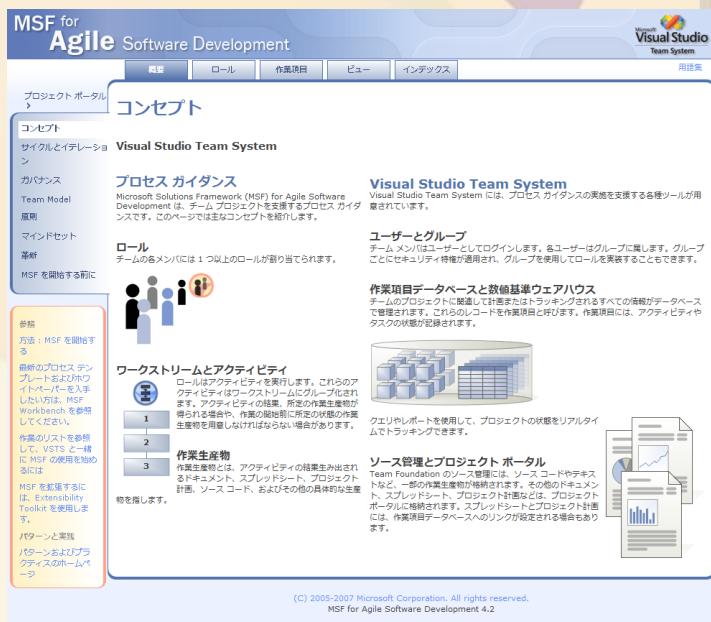 MSF for
Agile Software Development
Microsoft
Visual Studio
Team System
概要
ロール
作業項目
ビュー
インデックス
用語集
プロジェクト ポータル
>
コンセプト
サイクルとイテレーショ
ン
ガバナンス
Team Model
原則
マインドセット
革新
MSF を開始する前に
参照
方法 : MSF を開始す
る
最新のプロセス テン
プレートおよびホワ
イトペーパーを入手
したい方は、MSF
Workbench を参照
してください。
作業のリストを参照
して、VSTS と一緒
に MSF の使用を始め
るには
MSF を拡張するに
は、Extensibility
Toolkit を使用しま
す。
パターンと実践
パターンおよびプラ
クティスのホームペ
ージ
コンセプト
Visual Studio Team System
プロセス ガイダンス
Microsoft Solutions Framework (MSF) for Agile Software
Development は、チーム プロジェクトを支援するプロセス ガイダ
ンスです。このページでは主なコンセプトを紹介します。
ロール
チームの各メンバには 1 つ以上のロールが割り当てられます。
ワークストリームとアクティビティ
ロールはアクティビティを実行します。これらのア
クティビティはワークストリームにグループ化され
ます。アクティビティの結果、所定の作業生産物が
得られる場合や、作業の開始前に所定の状態の作業
生産物を用意しなければならない場合があります。
1
2
3
作業生産物
作業生産物とは、アクティビティの結果生み出され
るドキュメント、スプレッドシート、プロジェクト
計画、ソース コード、およびその他の具体的な生産
物を指します。
Visual Studio Team System
Visual Studio Team System には、プロセス ガイダンスの実施を支援する各種ツールが用
意されています。
ユーザーとグループ
チーム メンバはユーザーとしてログインします。各ユーザーはグループに属します。グループ
ごとにセキュリティ特権が適用され、グループを使用してロールを実装することもできます。
作業項目データベースと数値基準ウェアハウス
チームのプロジェクトに関連して計画またはトラッキングされるすべての情報がデータベース
で管理されます。これらのレコードを作業項目と呼びます。作業項目には、アクティビティや
タスクの状態が記録されます。
クエリやレポートを使用して、プロジェクトの状態をリアルタイ
ムでトラッキングできます。
ソース管理とプロジェクト ポータル
Team Foundation のソース管理には、ソース コードやテキス
トなど、一部の作業生産物が格納されます。その他のドキュメン
ト、スプレッドシート、プロジェクト計画などは、プロジェクト
ポータルに格納されます。スプレッドシートとプロジェクト計画
には、作業項目データベースへのリンクが設定される場合もあり
ます。
(C) 2005-2007 Microsoft Corporation. All rights reserved.
MSF for Agile Software Development 4.2